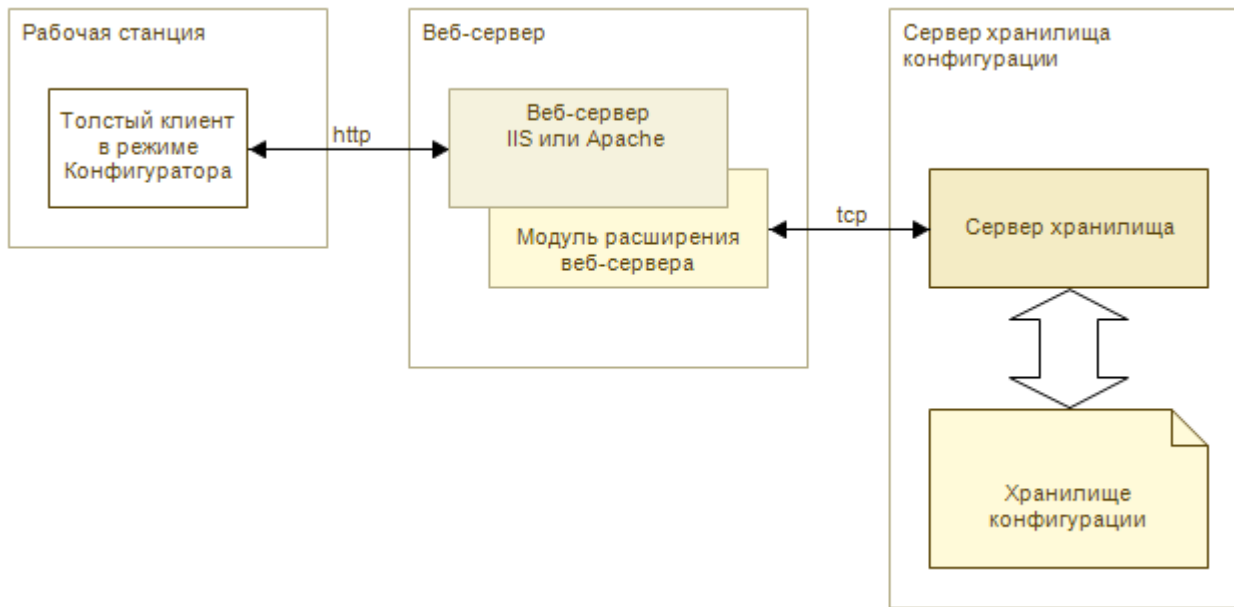 Рабочая станция
Толстый клиент
в режиме
Конфигуратора
http
Веб-сервер
Веб-сервер
IIS или Apache
Модуль расширения
веб-сервера
tcp
Сервер хранилища
конфигурации
Сервер хранилища
Хранилище
конфигурации